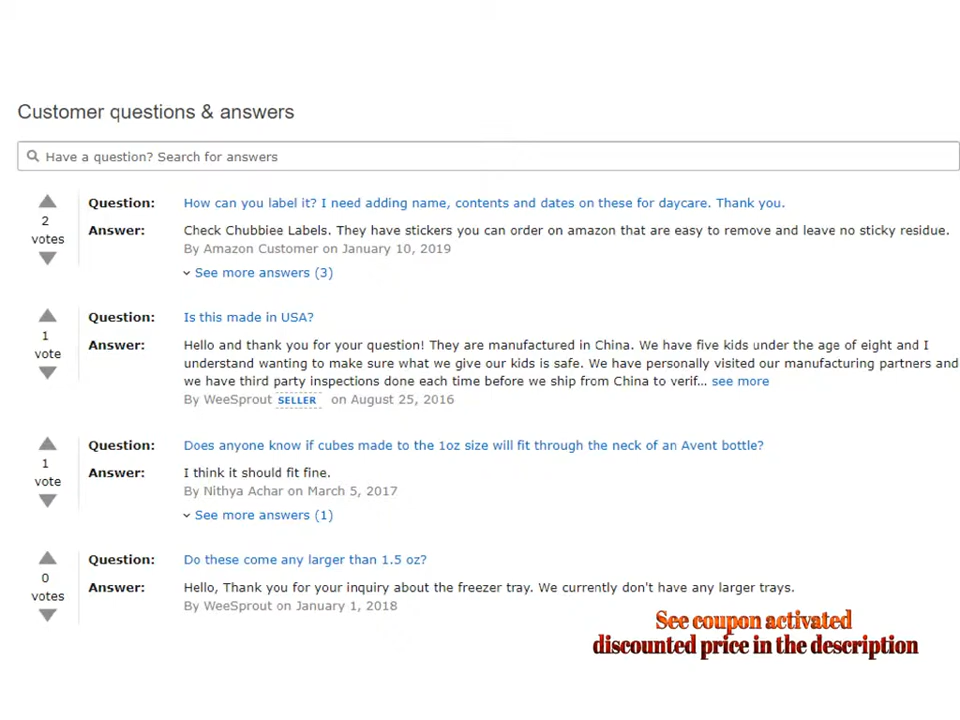 Customer questions & answers
Have a question? Search for answers
2
votes
Question: How can you label it? I need adding name, contents and dates on these for daycare. Thank you.
Answer: Check Chubbiee Labels. They have stickers you can order on amazon that are easy to remove and leave no sticky residue.
By Amazon Customer on January 10, 2019
See more answers (3)
1
vote
Question: Is this made in USA?
Answer: Hello and thank you for your question! They are manufactured in China. We have five kids under the age of eight and I
understand wanting to make sure what we give our kids is safe. We have personally visited our manufacturing partners and
we have third party inspections done each time before we ship from China to verif... see more
By WeeSprout SELLER on August 25, 2016
1
vote
Question: Does anyone know if cubes made to the 1oz size will fit through the neck of an Avent bottle?
Answer: I think it should fit fine.
By Nithya Achar on March 5, 2017
See more answers (1)
0
votes
Question: Do these come any larger than 1.5 oz?
Answer: Hello, Thank you for your inquiry about the freezer tray. We currently don't have any larger trays.
By WeeSprout on January 1, 2018
See coupon activated
discounted price in the description